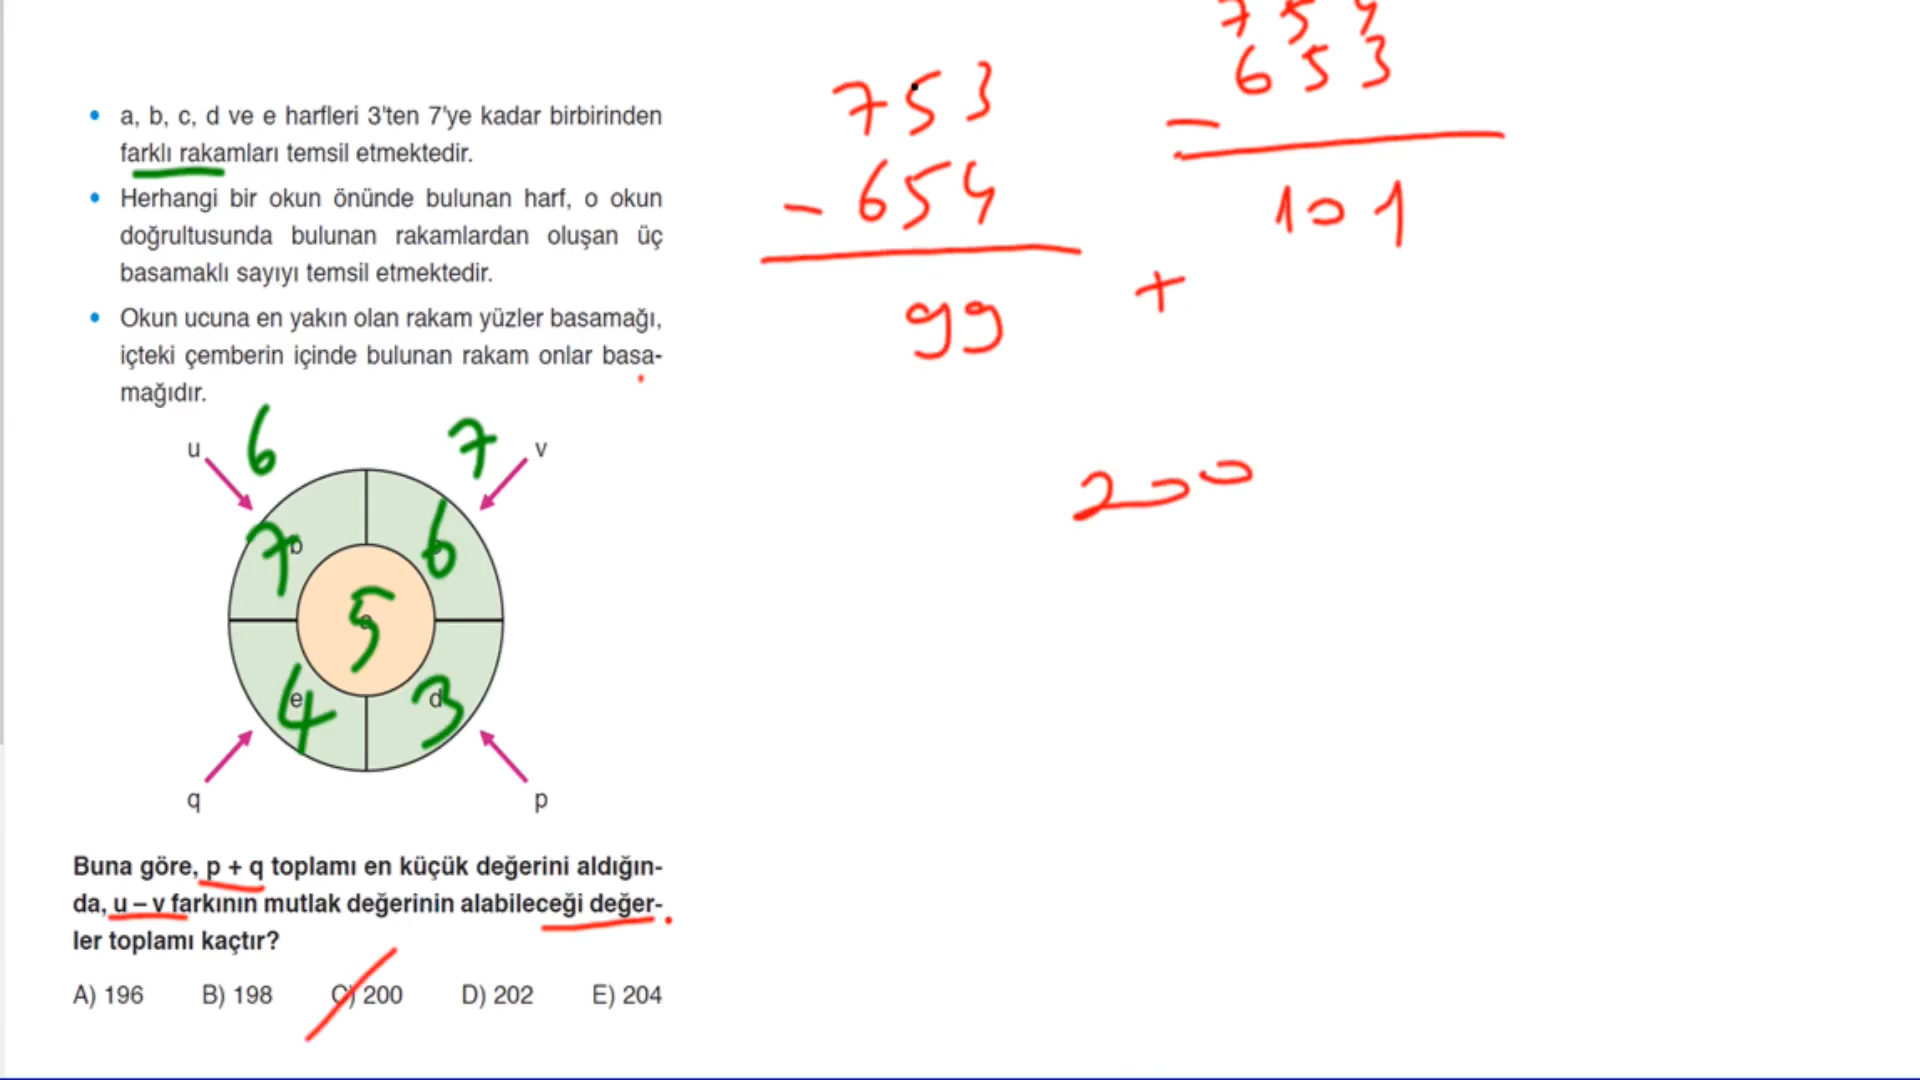 • a, b, c, d ve e harfleri 3'ten 7'ye kadar birbirinden
farklı rakamları temsil etmektedir.
• Herhangi bir okun önünde bulunan harf, o okun
doğrultusunda bulunan rakamlardan oluşan üç
basamaklı sayıyı temsil etmektedir.
• Okun ucuna en yakın olan rakam yüzler basamağı,
içteki çemberin içinde bulunan rakam onlar basa-
mağıdır.
u 6 7 v
7 b 6
5
e 4 d 3
q p
Buna göre, p + q toplamı en küçük değerini aldığın-
da, u – v farkının mutlak değerinin alabileceği değer-
ler toplamı kaçtır?
A) 196 B) 198 C) 200 D) 202 E) 204
753
- 654
99
+
754
- 653
101
200